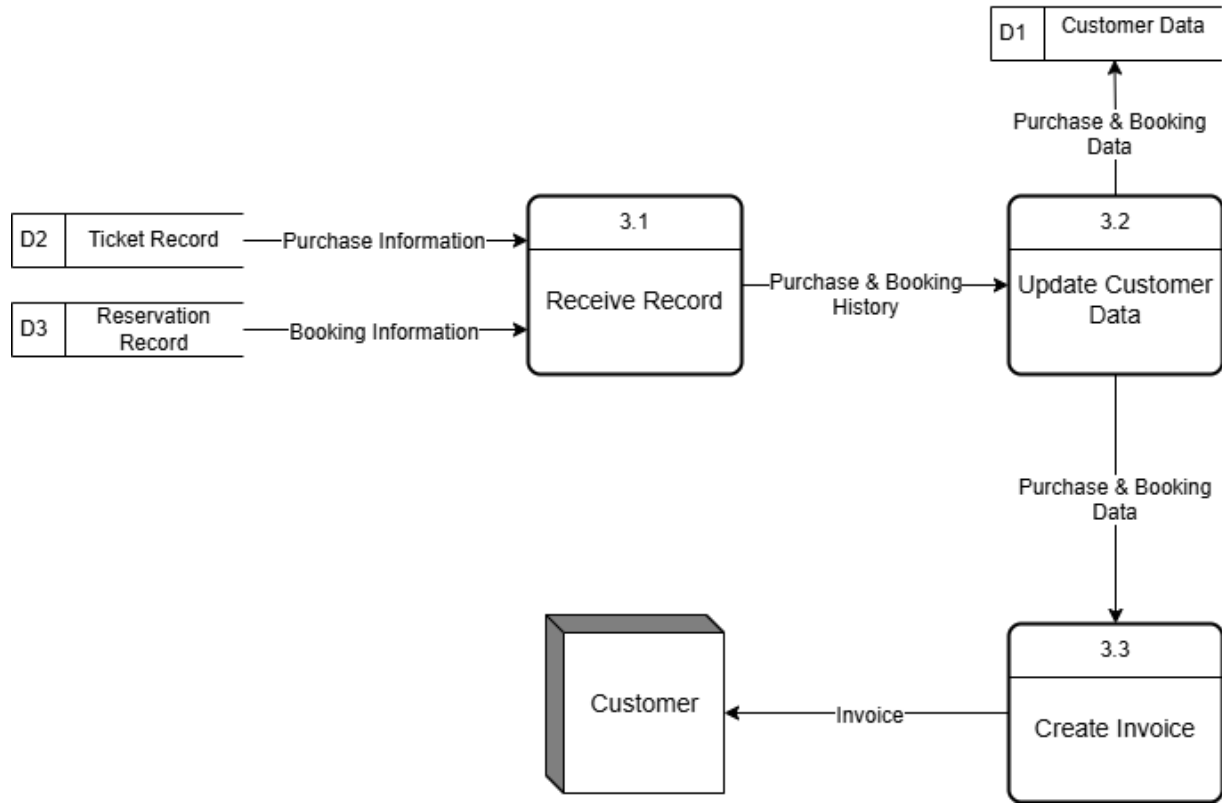 D1
Customer Data
Purchase & Booking
Data
3.1
3.2
D2
Ticket Record
Purchase Information
Receive Record
Purchase & Booking
History
Update Customer
Data
D3
Reservation
Record
Booking Information
Purchase & Booking
Data
3.3
Customer
Invoice
Create Invoice